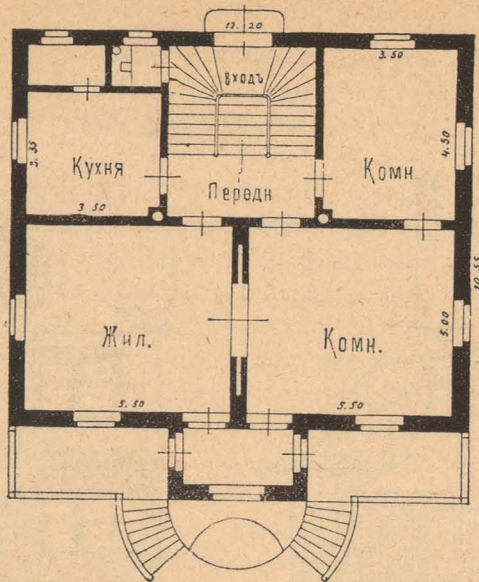 12.20
входъ
3.50
Кухня
Передн
Комн
4.50
3.35
3 50
Жил.
Комн.
5.00
10.55
5.50
5.50